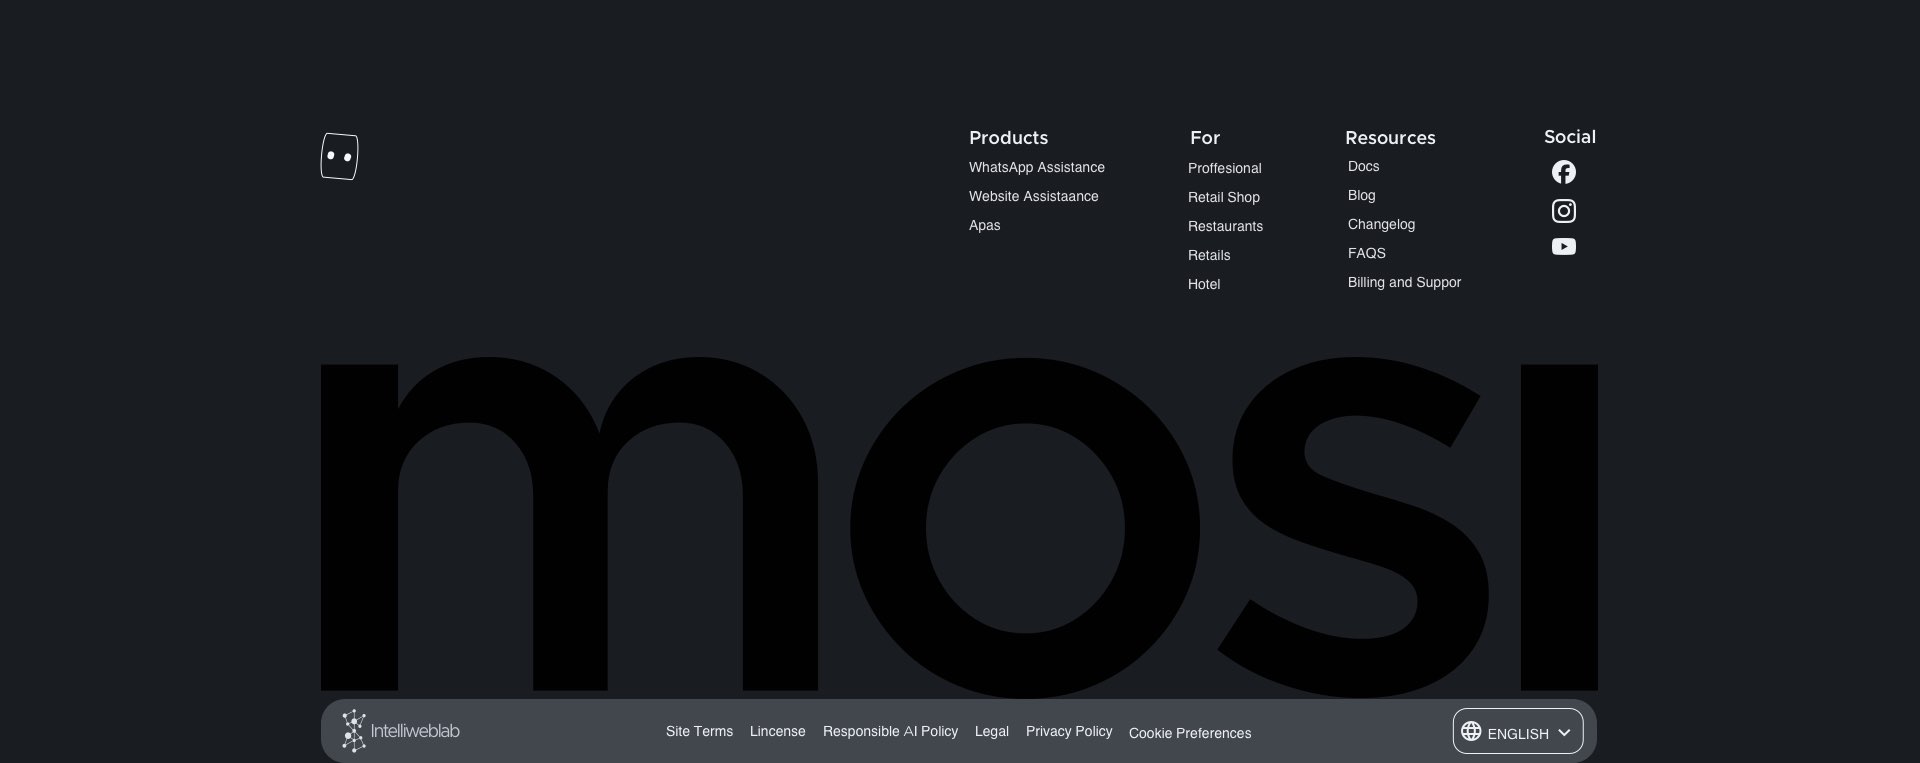 Products
WhatsApp Assistance
Website Assistaance
Apas
For
Proffesional
Retail Shop
Restaurants
Retails
Hotel
Resources
Docs
Blog
Changelog
FAQS
Billing and Suppor
Social
mosi
Intelliweblab
Site Terms Lincense Responsible AI Policy Legal Privacy Policy Cookie Preferences
ENGLISH